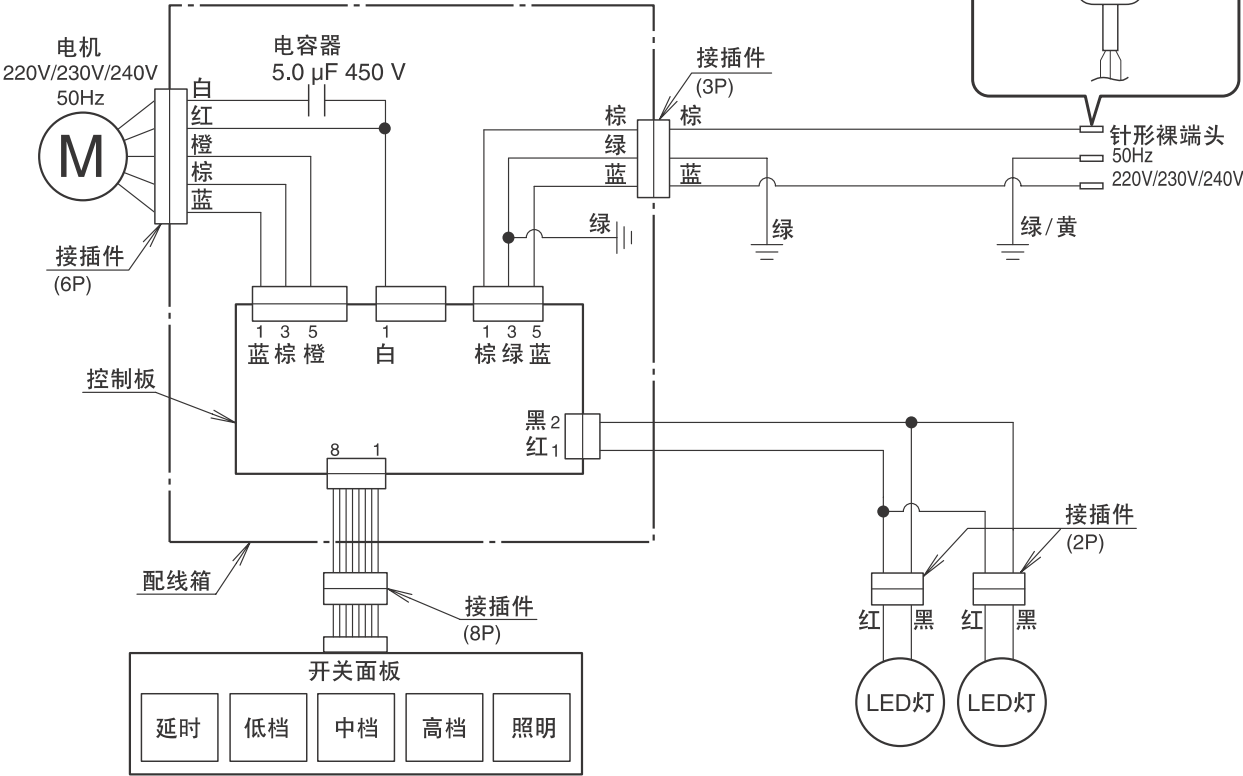 电机
220V/230V/240V
50Hz
M
白
红
橙
棕
蓝
接插件
(6P)
电容器
5.0 μF 450 V
棕
绿
蓝
绿
接插件
(3P)
棕
蓝
绿
针形裸端头
50Hz
220V/230V/240V
绿/黄
1 3 5
蓝 棕 橙
1
白
1 3 5
棕 绿 蓝
控制板
黑 2
红 1
8 1
配线箱
接插件
(8P)
接插件
(2P)
红 黑
红 黑
LED灯
LED灯
开关面板
延时
低档
中档
高档
照明